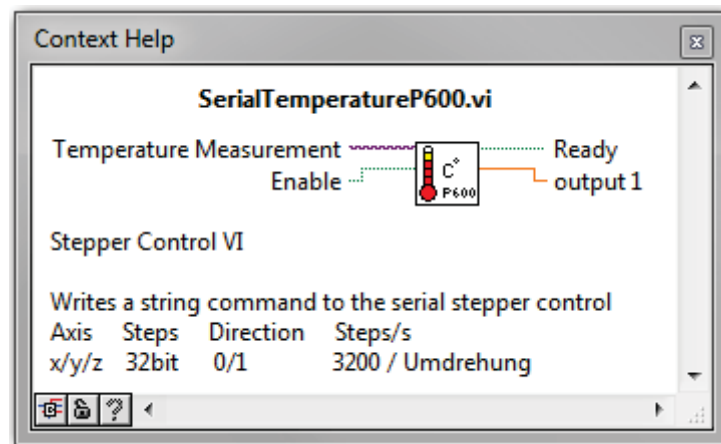 Context Help
SerialTemperatureP600.vi
Temperature Measurement
Ready
Enable
output 1
C°
P600
Stepper Control VI
Writes a string command to the serial stepper control
Axis Steps Direction Steps/s
x/y/z 32bit 0/1 3200 / Umdrehung
?